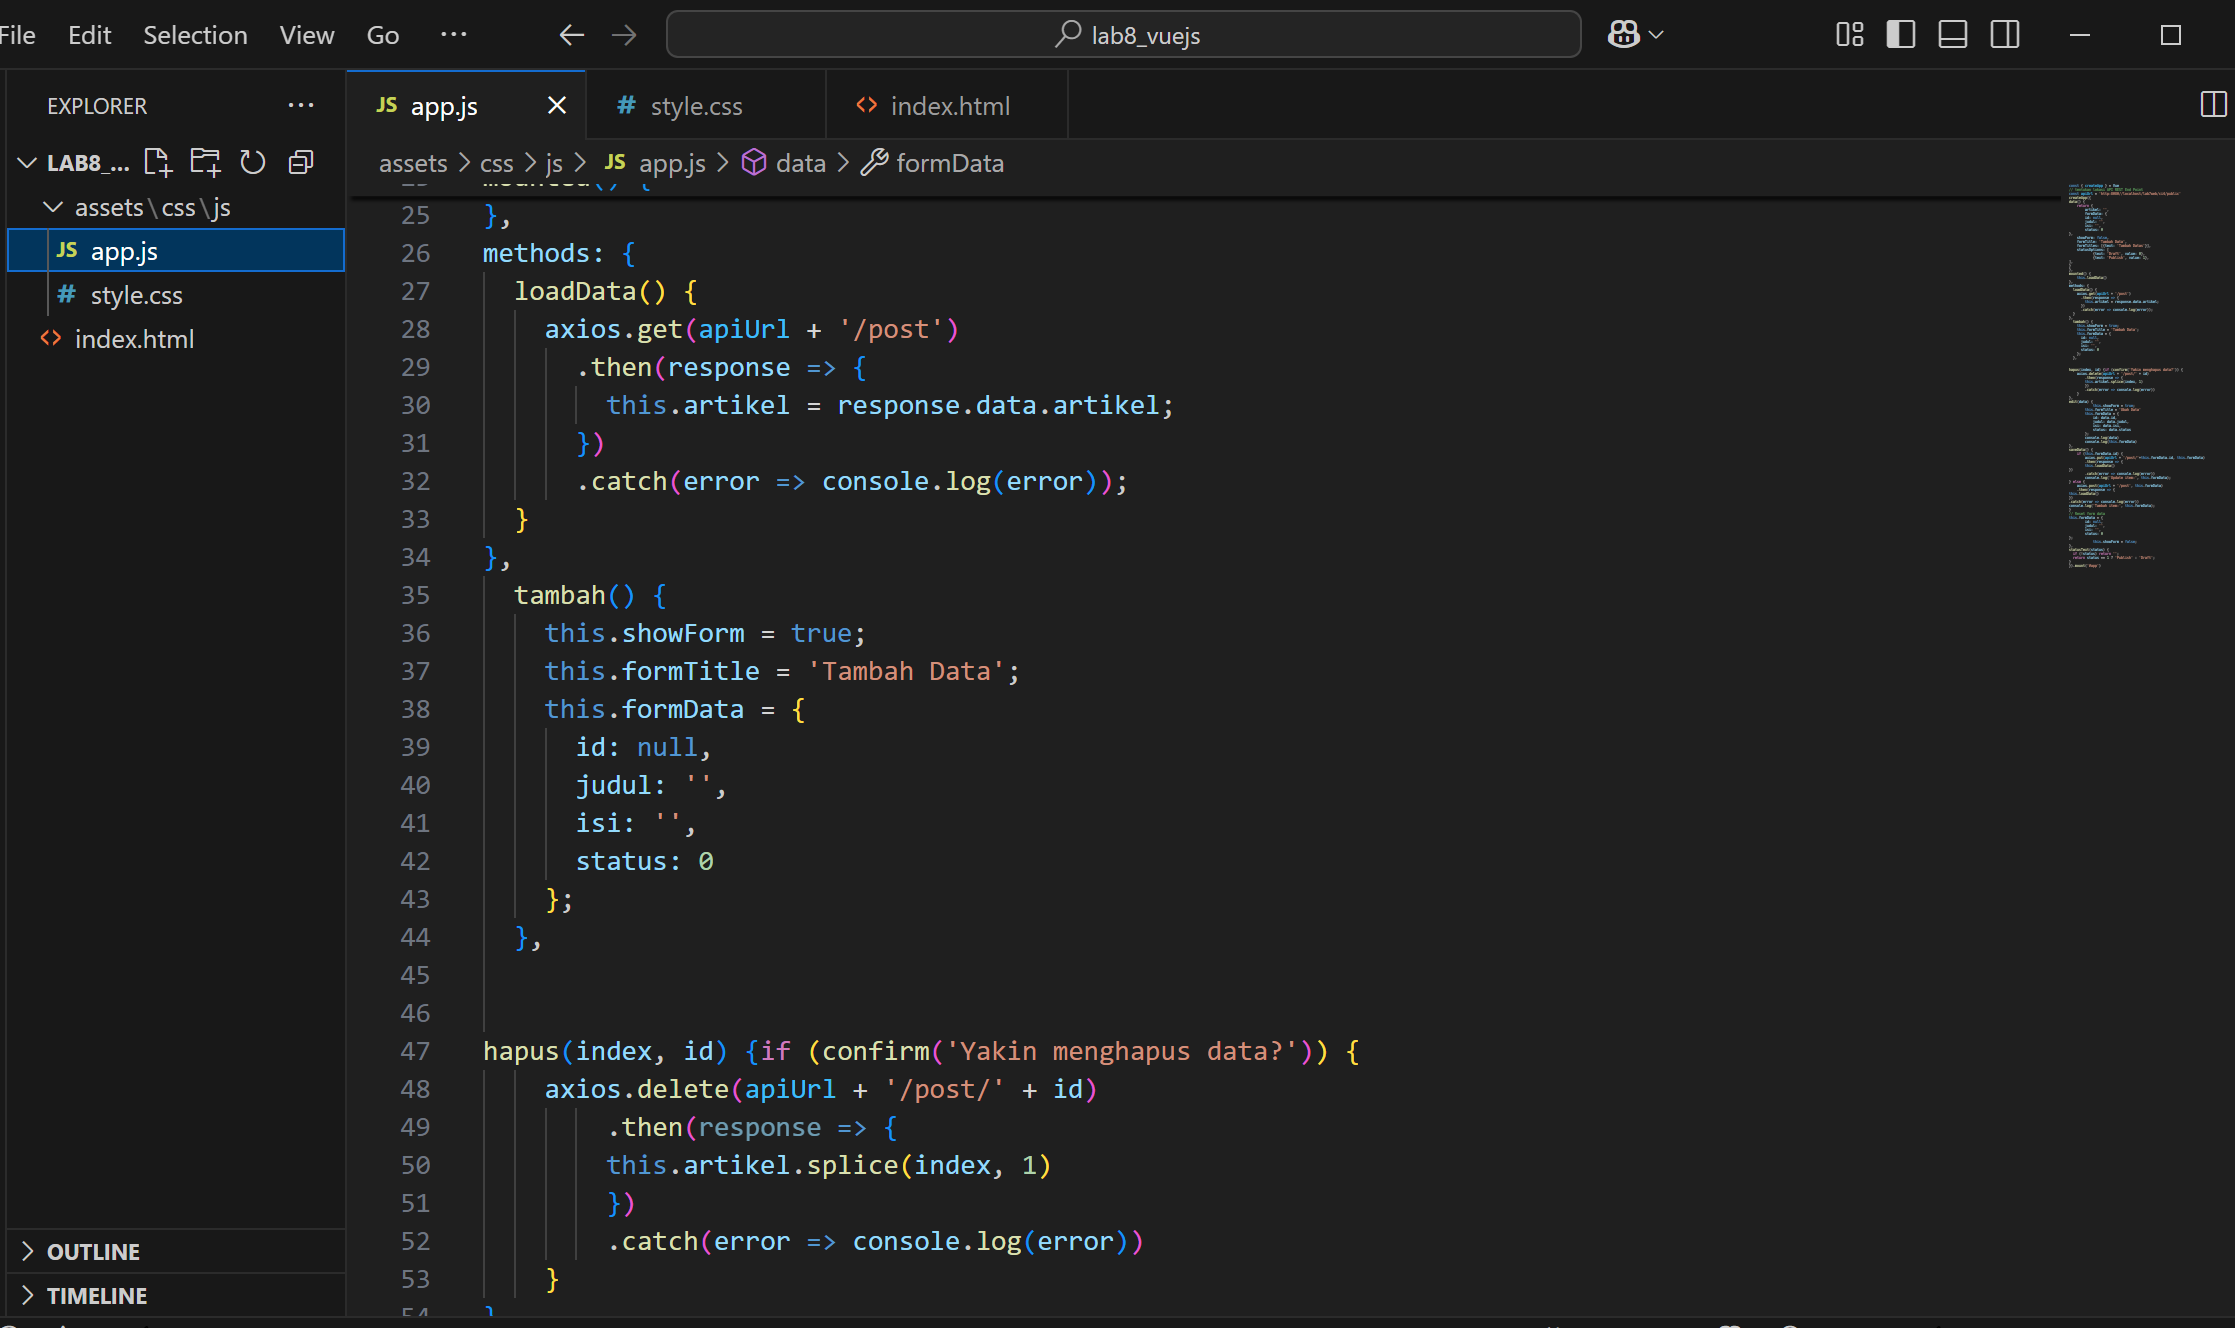 File Edit Selection View Go ··· lab8_vuejs
EXPLORER ···
LAB8_...
assets\css\js
JS app.js
# style.css
<> index.html
OUTLINE
TIMELINE
JS app.js # style.css <> index.html
assets > css > js > JS app.js > data > formData
mounted() {
25 },
26 methods: {
27 loadData() {
28 axios.get(apiUrl + '/post')
29 .then(response => {
30 this.artikel = response.data.artikel;
31 })
32 .catch(error => console.log(error));
33 }
34 },
35 tambah() {
36 this.showForm = true;
37 this.formTitle = 'Tambah Data';
38 this.formData = {
39 id: null,
40 judul: '',
41 isi: '',
42 status: 0
43 };
44 },
45
46
47 hapus(index, id) {if (confirm('Yakin menghapus data?')) {
48 axios.delete(apiUrl + '/post/' + id)
49 .then(response => {
50 this.artikel.splice(index, 1)
51 })
52 .catch(error => console.log(error))
53 }
54 }